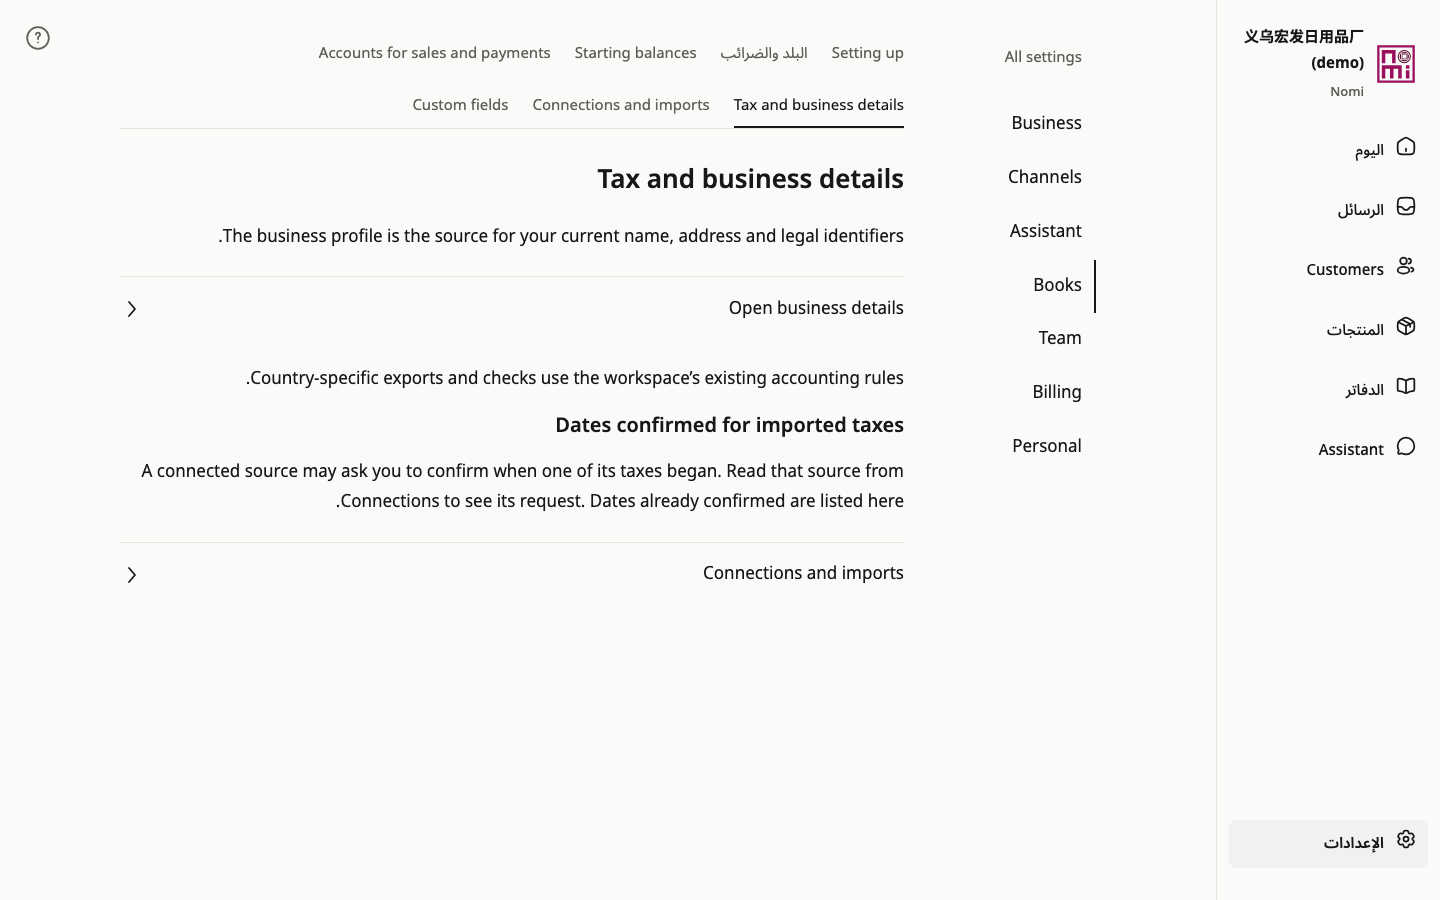 义乌宏发日用品厂
(demo)
Nomi
اليوم
الرسائل
Customers
المنتجات
الدفاتر
Assistant
الإعدادات
All settings
Business
Channels
Assistant
Books
Team
Billing
Personal
Setting up
البلد والضرائب
Starting balances
Accounts for sales and payments
Tax and business details
Connections and imports
Custom fields
Tax and business details
The business profile is the source for your current name, address and legal identifiers.
Open business details
Country-specific exports and checks use the workspace’s existing accounting rules.
Dates confirmed for imported taxes
A connected source may ask you to confirm when one of its taxes began. Read that source from
Connections to see its request. Dates already confirmed are listed here.
Connections and imports